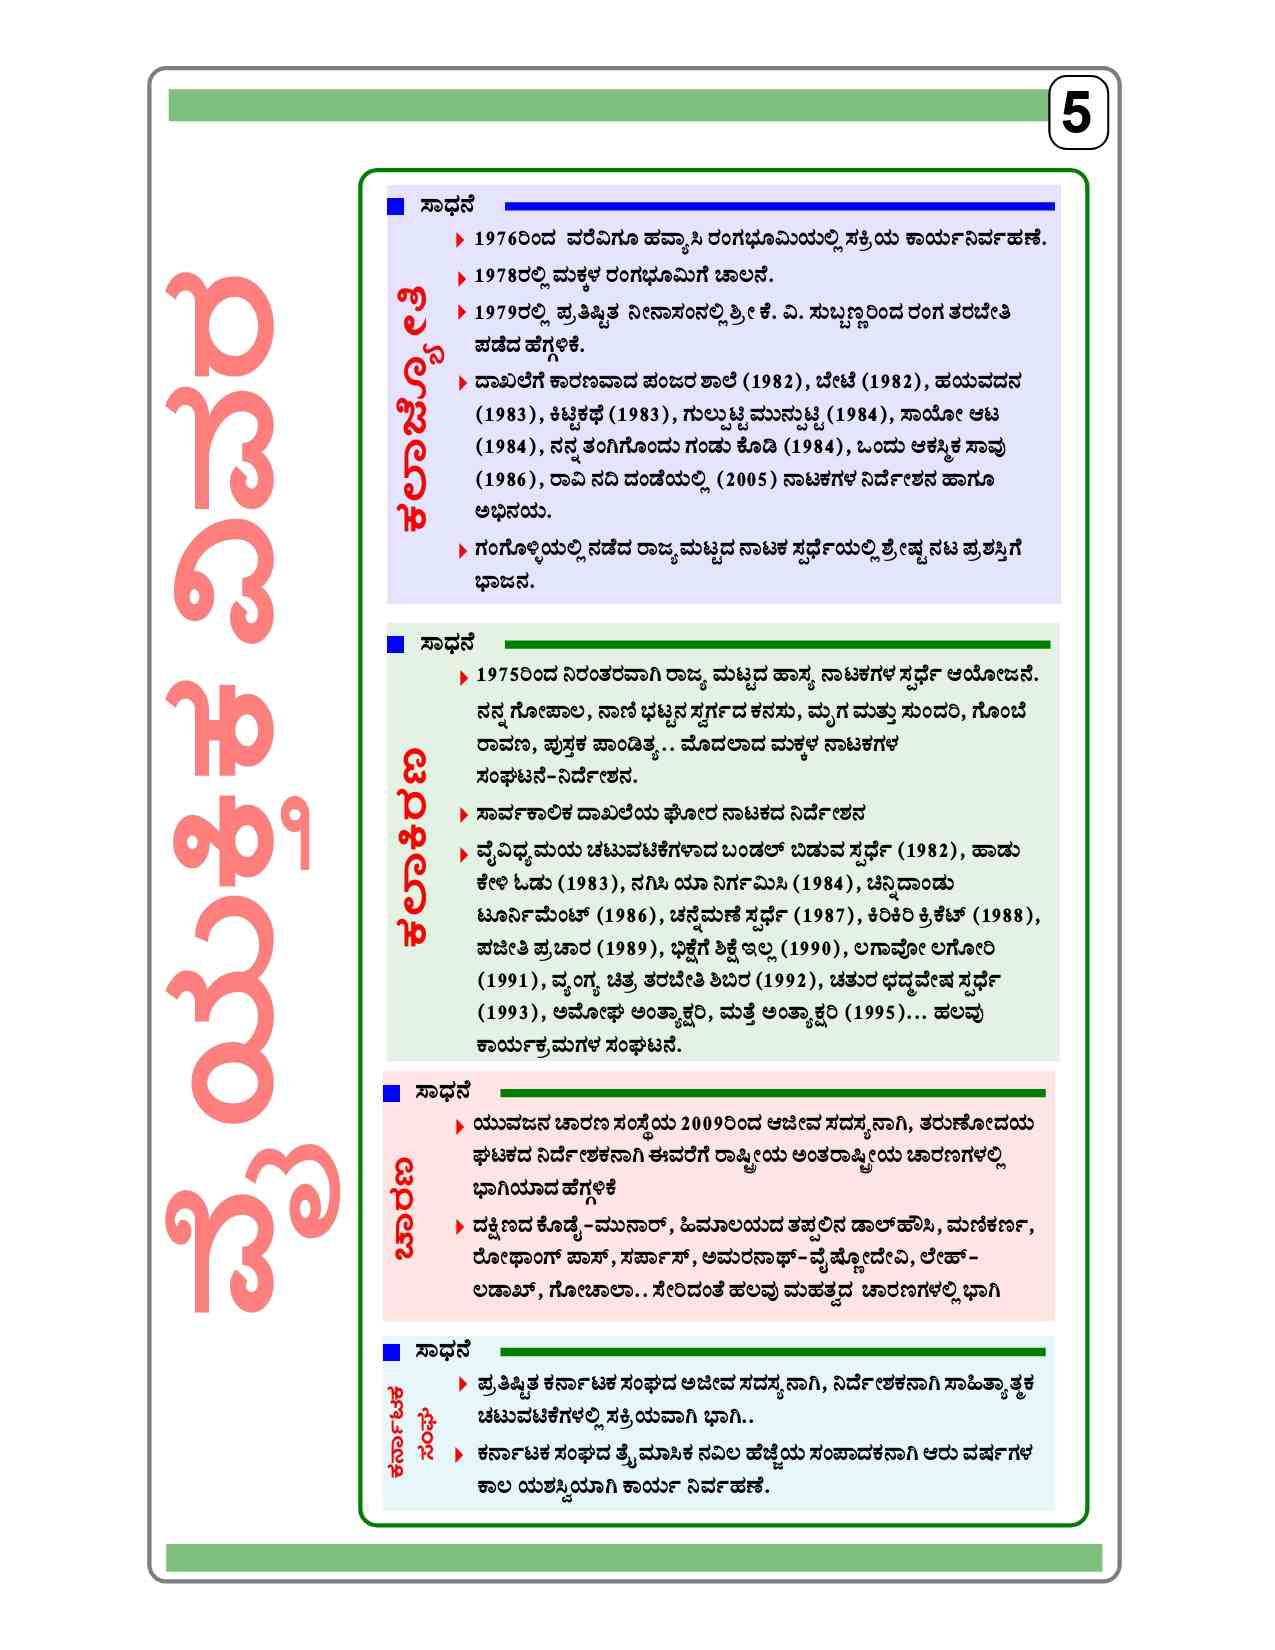 5
ವೈಯುಕ್ತಿಕ ವಿವರ
ಕಲಾಜ್ಯೋತಿ
ಸಾಧನೆ
1976ರಿಂದ ವರೆವಿಗೂ ಹವ್ಯಾಸಿ ರಂಗಭೂಮಿಯಲ್ಲಿ ಸಕ್ರಿಯ ಕಾರ್ಯನಿರ್ವಹಣೆ.
1978ರಲ್ಲಿ ಮಕ್ಕಳ ರಂಗಭೂಮಿಗೆ ಚಾಲನೆ.
1979ರಲ್ಲಿ ಪ್ರತಿಷ್ಟಿತ ನೀನಾಸಂನಲ್ಲಿ ಶ್ರೀ ಕೆ. ವಿ. ಸುಬ್ಬಣ್ಣರಿಂದ ರಂಗ ತರಬೇತಿ
ಪಡೆದ ಹೆಗ್ಗಳಿಕೆ.
ದಾಖಲೆಗೆ ಕಾರಣವಾದ ಪಂಜರ ಶಾಲೆ (1982), ಬೇಟೆ (1982), ಹಯವದನ
(1983), ಕಿಟ್ಟಿಕಥೆ (1983), ಗುಲ್ಪುಟ್ಟಿ ಮುನ್ಪುಟ್ಟಿ (1984), ಸಾಯೋ ಆಟ
(1984), ನನ್ನ ತಂಗಿಗೊಂದು ಗಂಡು ಕೊಡಿ (1984), ಒಂದು ಆಕಸ್ಮಿಕ ಸಾವು
(1986), ರಾವಿ ನದಿ ದಂಡೆಯಲ್ಲಿ (2005) ನಾಟಕಗಳ ನಿರ್ದೇಶನ ಹಾಗೂ
ಅಭಿನಯ.
ಗಂಗೊಳ್ಳಿಯಲ್ಲಿ ನಡೆದ ರಾಜ್ಯಮಟ್ಟದ ನಾಟಕ ಸ್ಪರ್ಧೆಯಲ್ಲಿ ಶ್ರೇಷ್ಟ ನಟ ಪ್ರಶಸ್ತಿಗೆ
ಭಾಜನ.
ಕಲಾಕಿರಣ
ಸಾಧನೆ
1975ರಿಂದ ನಿರಂತರವಾಗಿ ರಾಜ್ಯ ಮಟ್ಟದ ಹಾಸ್ಯ ನಾಟಕಗಳ ಸ್ಪರ್ಧೆ ಆಯೋಜನೆ.
ನನ್ನ ಗೋಪಾಲ, ನಾಣಿ ಭಟ್ಟನ ಸ್ವರ್ಗದ ಕನಸು, ಮೃಗ ಮತ್ತು ಸುಂದರಿ, ಗೊಂಬೆ
ರಾವಣ, ಪುಸ್ತಕ ಪಾಂಡಿತ್ಯ.. ಮೊದಲಾದ ಮಕ್ಕಳ ನಾಟಕಗಳ
ಸಂಘಟನೆ-ನಿರ್ದೇಶನ.
ಸಾರ್ವಕಾಲಿಕ ದಾಖಲೆಯ ಘೋರ ನಾಟಕದ ನಿರ್ದೇಶನ
ವೈವಿಧ್ಯಮಯ ಚಟುವಟಿಕೆಗಳಾದ ಬಂಡಲ್ ಬಿಡುವ ಸ್ಪರ್ಧೆ (1982), ಹಾಡು
ಕೇಳಿ ಓಡು (1983), ನಗಿಸಿ ಯಾ ನಿರ್ಗಮಿಸಿ (1984), ಚಿನ್ನಿದಾಂಡು
ಟೂರ್ನಿಮೆಂಟ್ (1986), ಚನ್ನೆಮಣೆ ಸ್ಪರ್ಧೆ (1987), ಕಿರಿಕಿರಿ ಕ್ರಿಕೆಟ್ (1988),
ಪಜೀತಿ ಪ್ರಚಾರ (1989), ಭಿಕ್ಷೆಗೆ ಶಿಕ್ಷೆ ಇಲ್ಲ (1990), ಲಗಾವೋ ಲಗೋರಿ
(1991), ವ್ಯಂಗ್ಯ ಚಿತ್ರ ತರಬೇತಿ ಶಿಬಿರ (1992), ಚತುರ ಛದ್ಮವೇಷ ಸ್ಪರ್ಧೆ
(1993), ಅಮೋಘ ಅಂತ್ಯಾಕ್ಷರಿ, ಮತ್ತೆ ಅಂತ್ಯಾಕ್ಷರಿ (1995)... ಹಲವು
ಕಾರ್ಯಕ್ರಮಗಳ ಸಂಘಟನೆ.
ಚಾರಣ
ಸಾಧನೆ
ಯುವಜನ ಚಾರಣ ಸಂಸ್ಥೆಯ 2009ರಿಂದ ಆಜೀವ ಸದಸ್ಯನಾಗಿ, ತರುಣೋದಯ
ಘಟಕದ ನಿರ್ದೇಶಕನಾಗಿ ಈವರೆಗೆ ರಾಷ್ಟ್ರೀಯ ಅಂತರಾಷ್ಟ್ರೀಯ ಚಾರಣಗಳಲ್ಲಿ
ಭಾಗಿಯಾದ ಹೆಗ್ಗಳಿಕೆ
ದಕ್ಷಿಣದ ಕೊಡೈ-ಮುನಾರ್, ಹಿಮಾಲಯದ ತಪ್ಪಲಿನ ಡಾಲ್‌ಹೌಸಿ, ಮಣಿಕರ್ಣ,
ರೋಥಾಂಗ್ ಪಾಸ್, ಸರ್ಪಾಸ್, ಅಮರನಾಥ್-ವೈಷ್ಣೋದೇವಿ, ಲೇಹ್-
ಲಡಾಖ್, ಗೋಚಾಲಾ.. ಸೇರಿದಂತೆ ಹಲವು ಮಹತ್ವದ ಚಾರಣಗಳಲ್ಲಿ ಭಾಗಿ
ಕರ್ನಾಟಕ
ಸಂಘ
ಸಾಧನೆ
ಪ್ರತಿಷ್ಟಿತ ಕರ್ನಾಟಕ ಸಂಘದ ಅಜೀವ ಸದಸ್ಯನಾಗಿ, ನಿರ್ದೇಶಕನಾಗಿ ಸಾಹಿತ್ಯಾತ್ಮಕ
ಚಟುವಟಿಕೆಗಳಲ್ಲಿ ಸಕ್ರಿಯವಾಗಿ ಭಾಗಿ..
ಕರ್ನಾಟಕ ಸಂಘದ ತ್ರೈಮಾಸಿಕ ನವಿಲ ಹೆಜ್ಜೆಯ ಸಂಪಾದಕನಾಗಿ ಆರು ವರ್ಷಗಳ
ಕಾಲ ಯಶಸ್ವಿಯಾಗಿ ಕಾರ್ಯ ನಿರ್ವಹಣೆ.